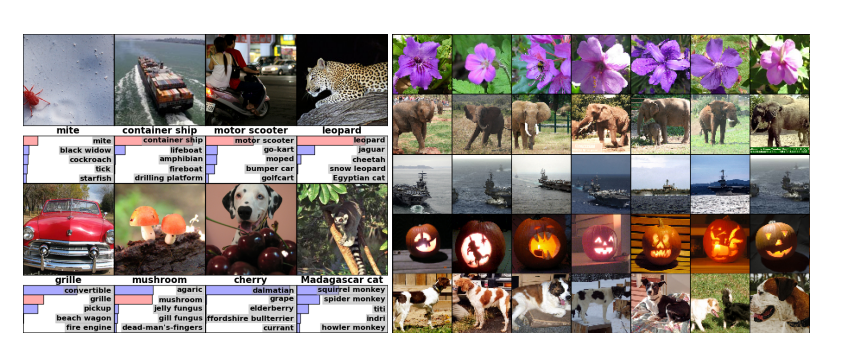 mite
container ship
motor scooter
leopard
mite
black widow
cockroach
tick
starfish
container ship
lifeboat
amphibian
fireboat
drilling platform
motor scooter
go-kart
moped
bumper car
golfcart
leopard
jaguar
cheetah
snow leopard
Egyptian cat
grille
mushroom
cherry
Madagascar cat
convertible
grille
pickup
beach wagon
fire engine
agaric
mushroom
jelly fungus
gill fungus
dead-man's-fingers
dalmatian
grape
elderberry
ffordshire bullterrier
currant
squirrel monkey
spider monkey
titi
indri
howler monkey